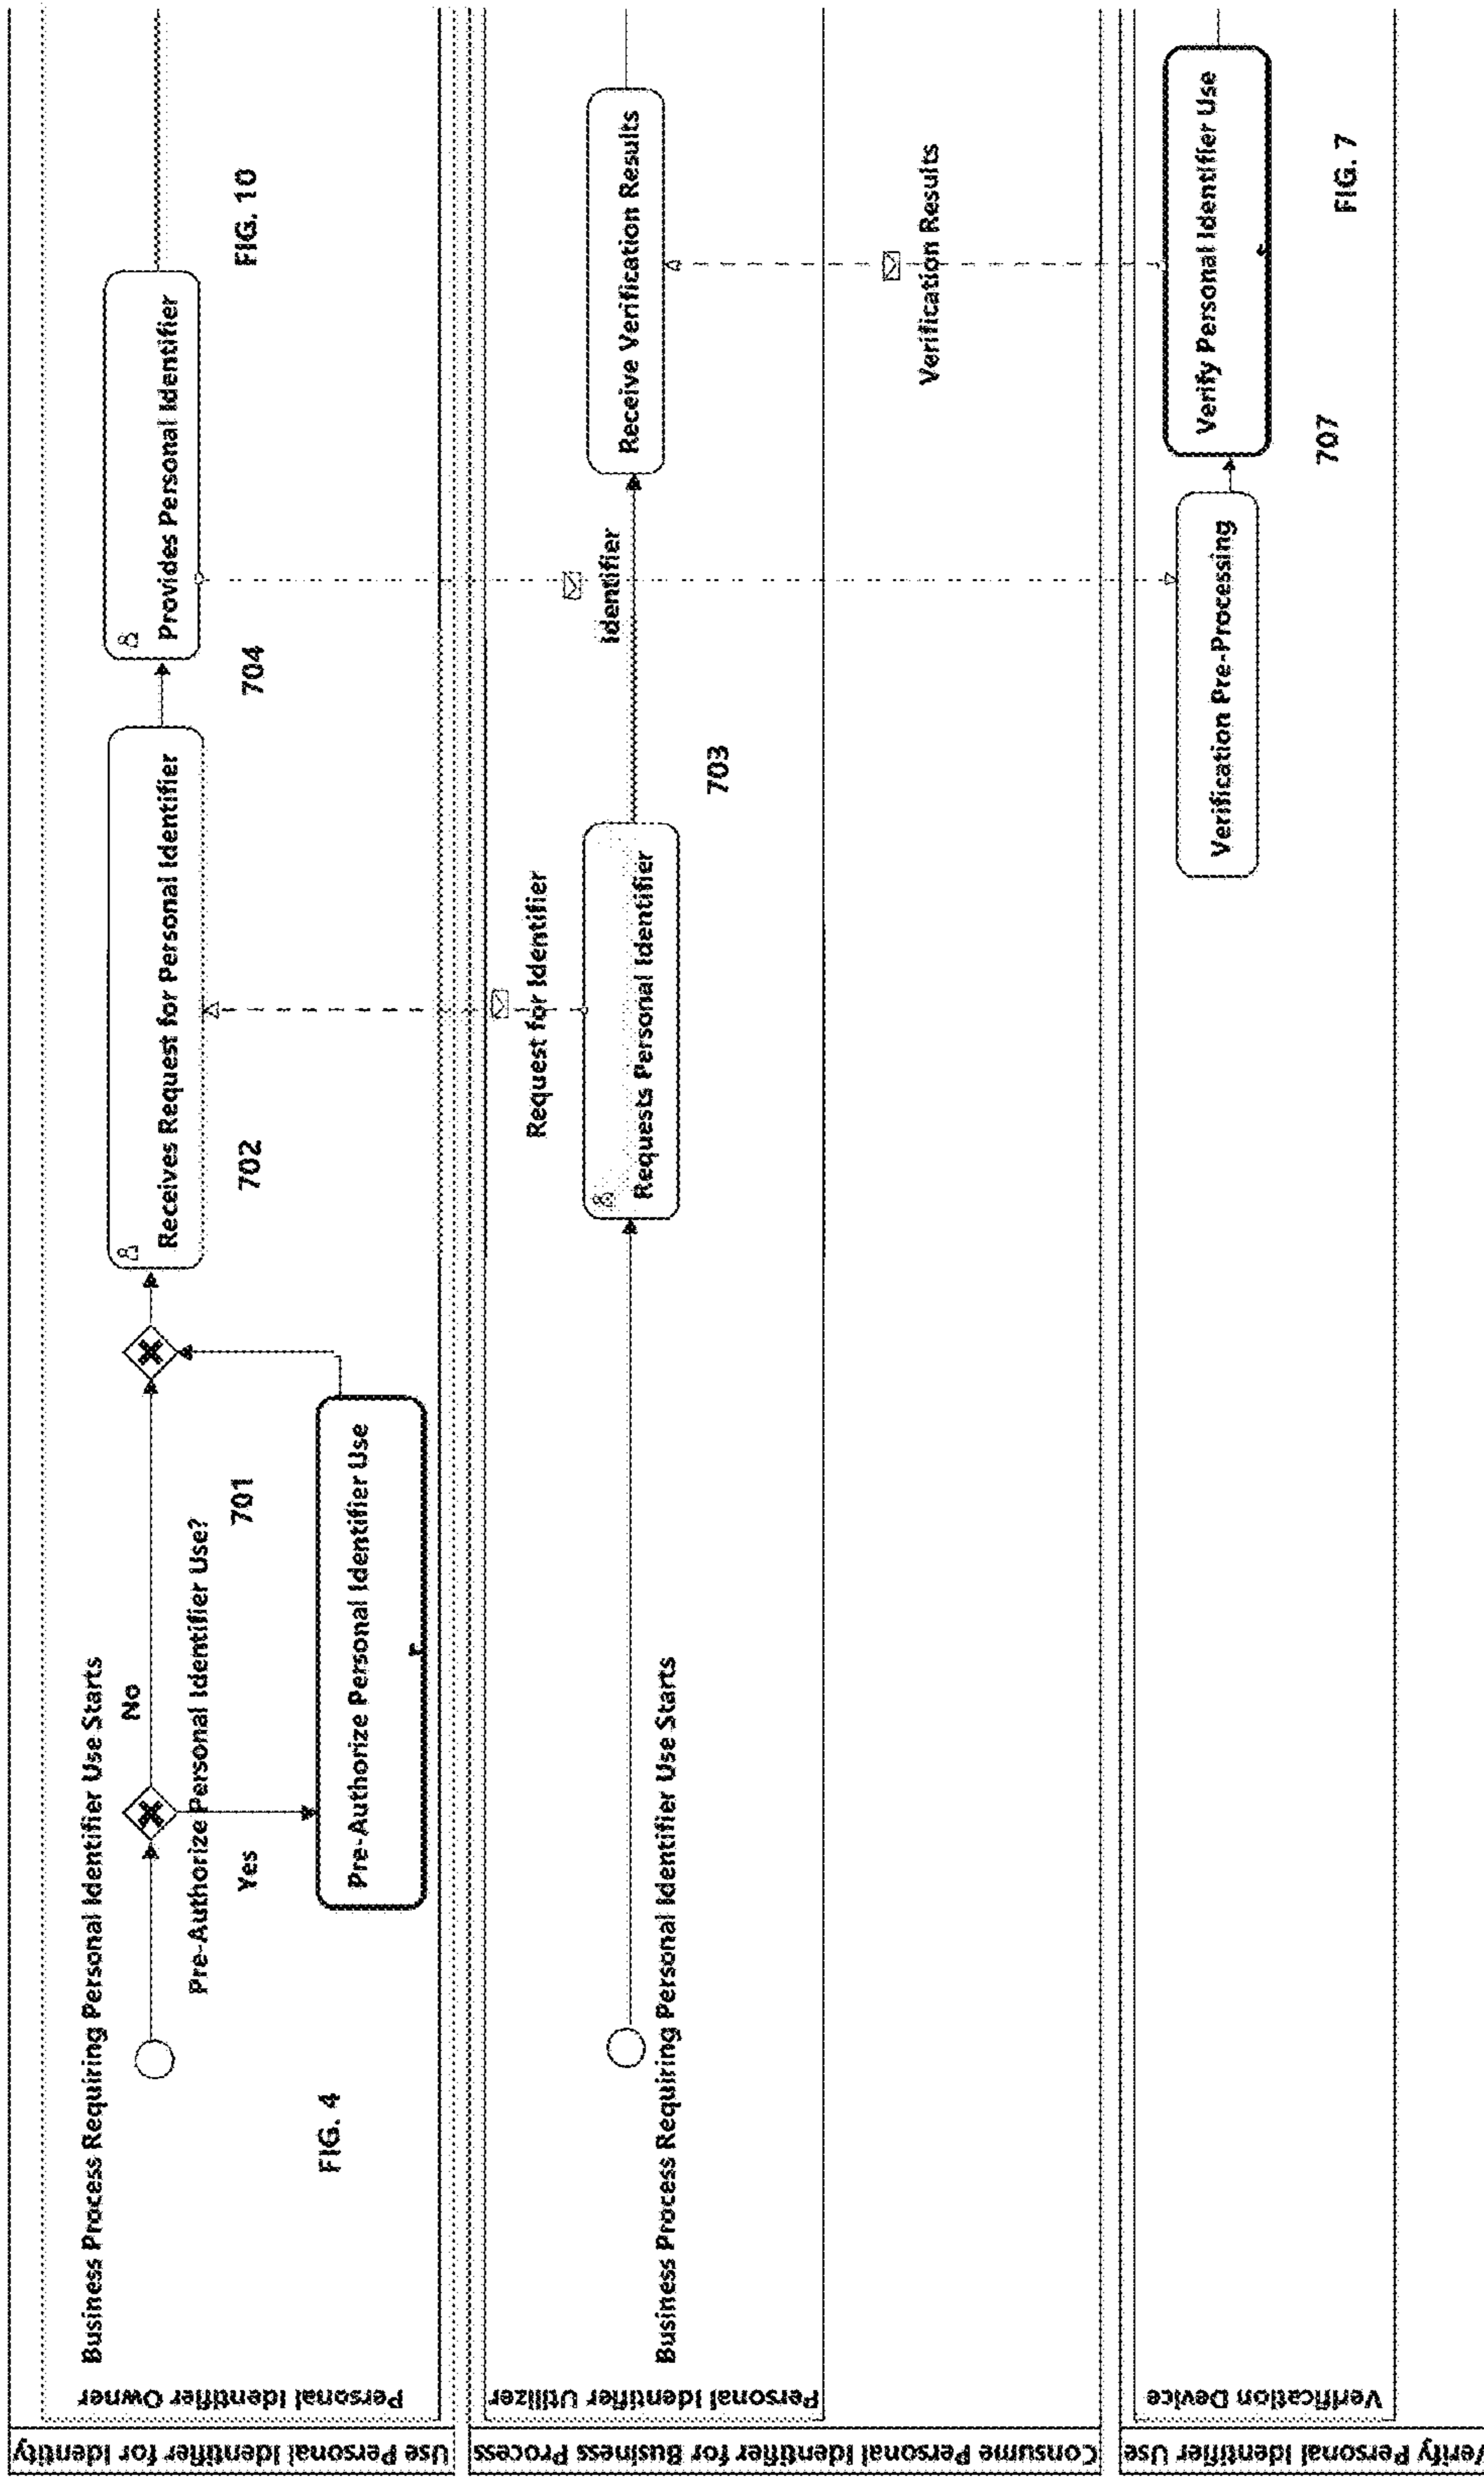 Use Personal Identifier for Identity
Personal Identifier Owner
Business Process Requiring Personal Identifier Use Starts
No
Pre-Authorize Personal Identifier Use?
Yes
701
Pre-Authorize Personal Identifier Use
FIG. 4
Receives Request for Personal Identifier
702
Provides Personal Identifier
704
FIG. 10
Consume Personal Identifier for Business Process
Personal Identifier Utilizer
Business Process Requiring Personal Identifier Use Starts
Request for Identifier
Requests Personal Identifier
703
Identifier
Receive Verification Results
Verification Results
Verify Personal Identifier Use
Verification Device
Verification Pre-Processing
Verify Personal Identifier Use
707
FIG. 7